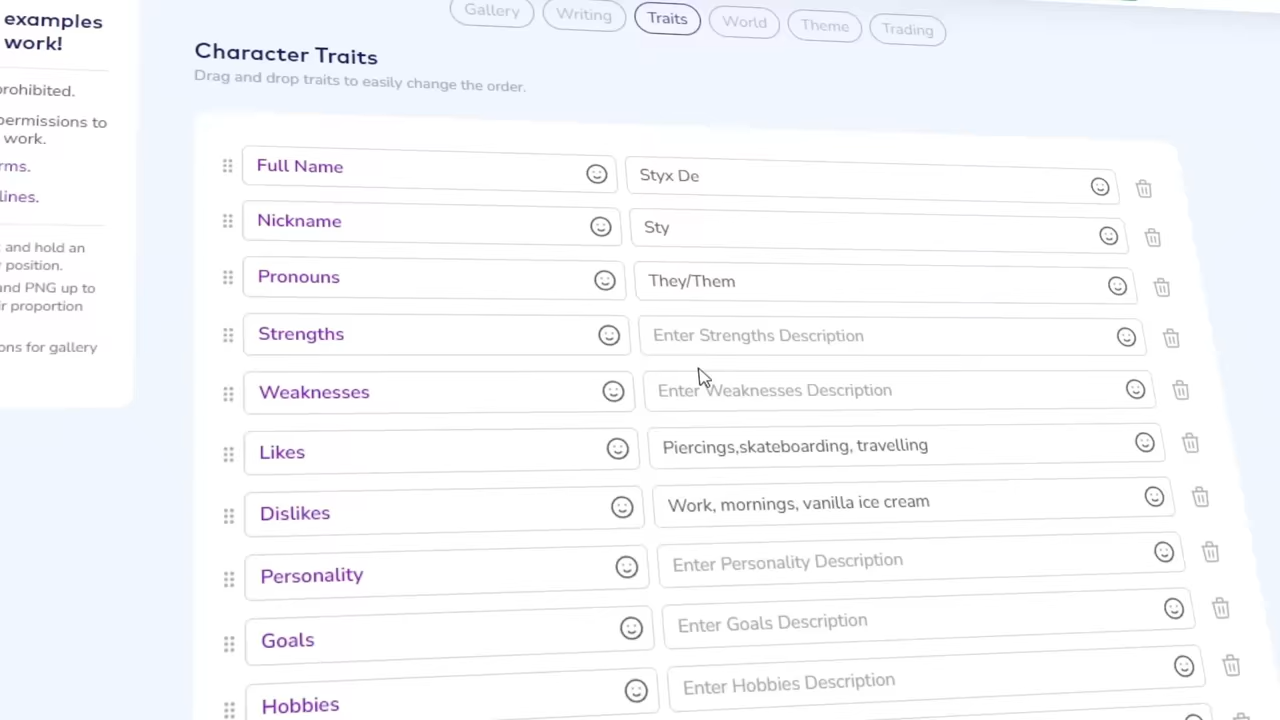 examples
work!
prohibited.
permissions to
work.
rms.
lines.
and hold an
position.
and PNG up to
ir proportion
ons for gallery
Gallery
Writing
Traits
World
Theme
Trading
Character Traits
Drag and drop traits to easily change the order.
Full Name
Styx De
Nickname
Sty
Pronouns
They/Them
Strengths
Enter Strengths Description
Weaknesses
Enter Weaknesses Description
Likes
Piercings,skateboarding, travelling
Dislikes
Work, mornings, vanilla ice cream
Personality
Enter Personality Description
Goals
Enter Goals Description
Hobbies
Enter Hobbies Description